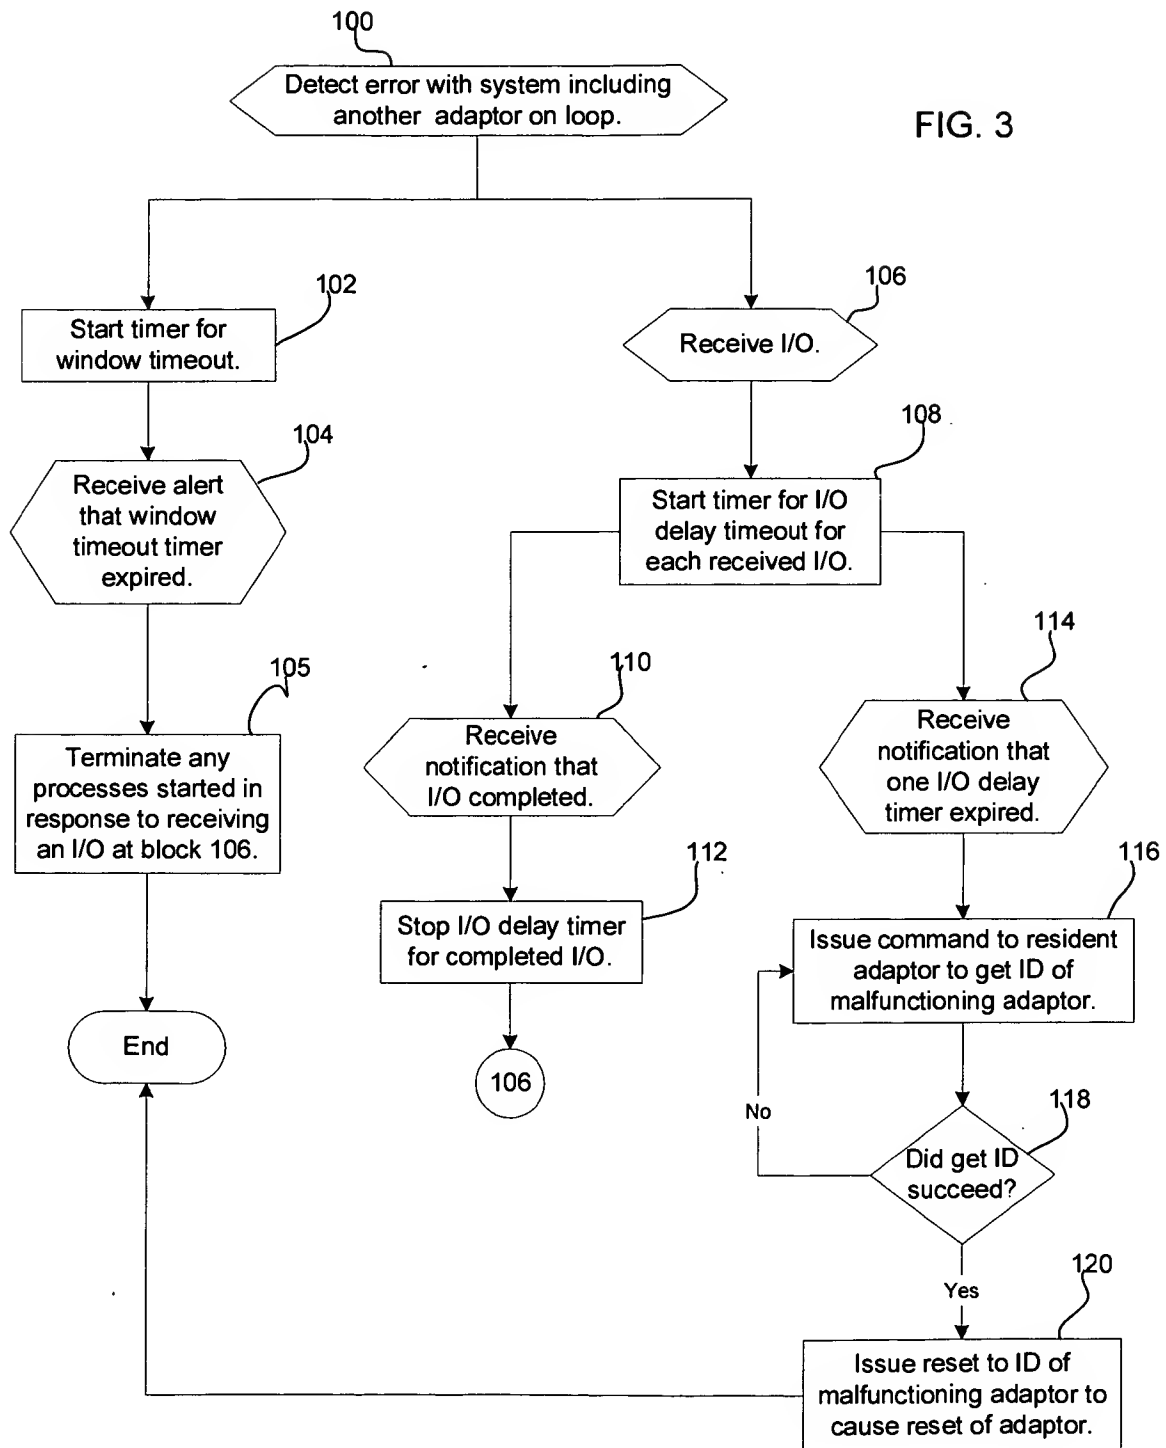 100
Detect error with system including
another adaptor on loop.
FIG. 3
102
Start timer for
window timeout.
106
Receive I/O.
104
Receive alert
that window
timeout timer
expired.
108
Start timer for I/O
delay timeout for
each received I/O.
105
Terminate any
processes started in
response to receiving
an I/O at block 106.
110
Receive
notification that
I/O completed.
114
Receive
notification that
one I/O delay
timer expired.
112
Stop I/O delay timer
for completed I/O.
116
Issue command to resident
adaptor to get ID of
malfunctioning adaptor.
End
106
No
118
Did get ID
succeed?
Yes
120
Issue reset to ID of
malfunctioning adaptor to
cause reset of adaptor.